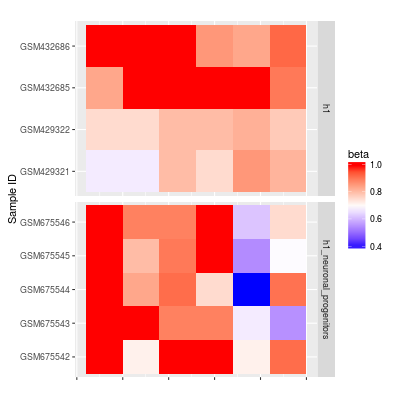 GSM432686
GSM432685
GSM429322
GSM429321
h1
GSM675546
GSM675545
GSM675544
GSM675543
GSM675542
h1_neuronal_progenitors
Sample ID
beta
1.0
0.8
0.6
0.4